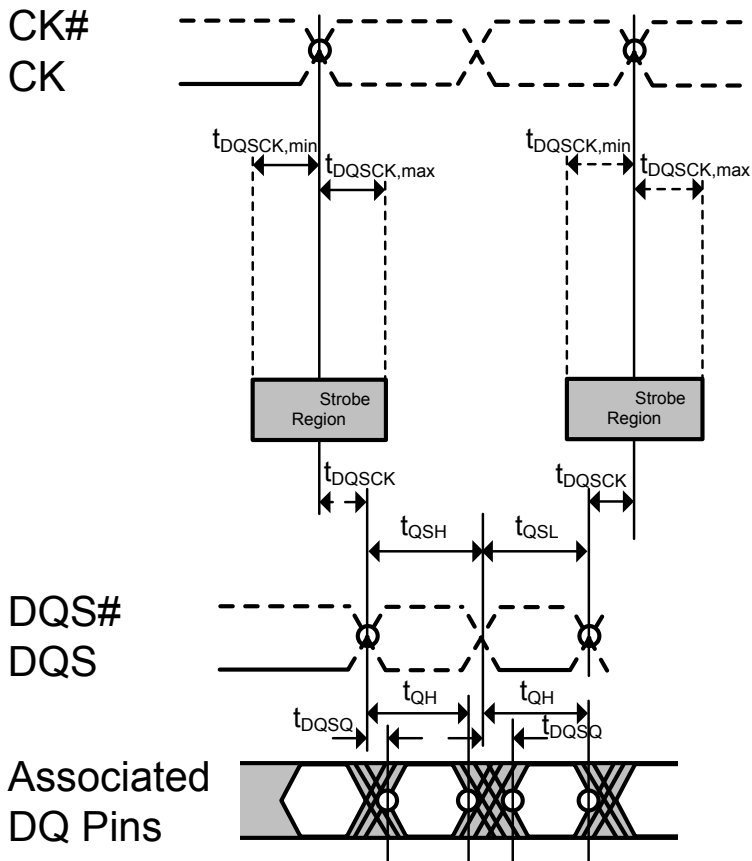 CK#
CK
tDQSCK,min
tDQSCK,max
tDQSCK,min
tDQSCK,max
Strobe
Region
Strobe
Region
tDQSCK
tDQSCK
tQSH
tQSL
DQS#
DQS
tQH
tQH
tDQSQ
tDQSQ
Associated
DQ Pins